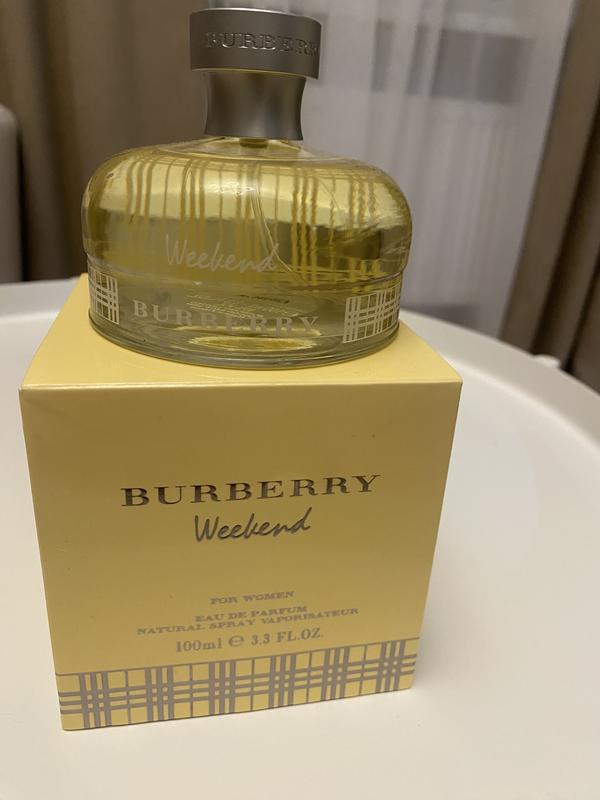 BURBERRY
Weekend
BURBERRY
BURBERRY
Weekend
FOR WOMEN
EAU DE PARFUM
NATURAL SPRAY VAPORISATEUR
100ml ℮ 3.3 FL.OZ.